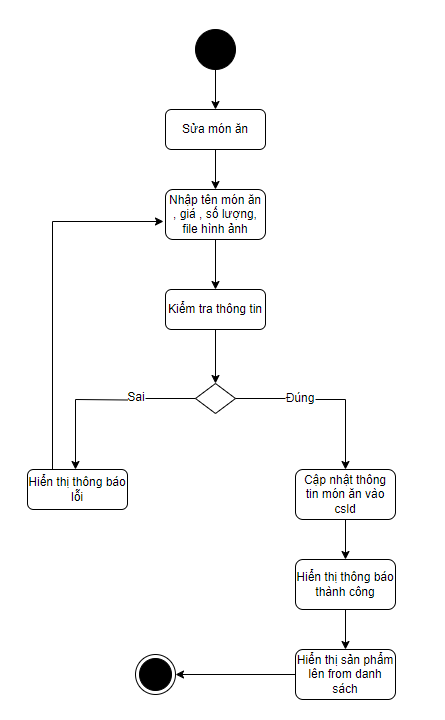 Sửa món ăn
Nhập tên món ăn
, giá , số lượng,
file hình ảnh
Kiểm tra thông tin
Sai
Đúng
Hiển thị thông báo
lỗi
Cập nhật thông
tin món ăn vào
csld
Hiển thị thông báo
thành công
Hiển thị sản phẩm
lên from danh
sách